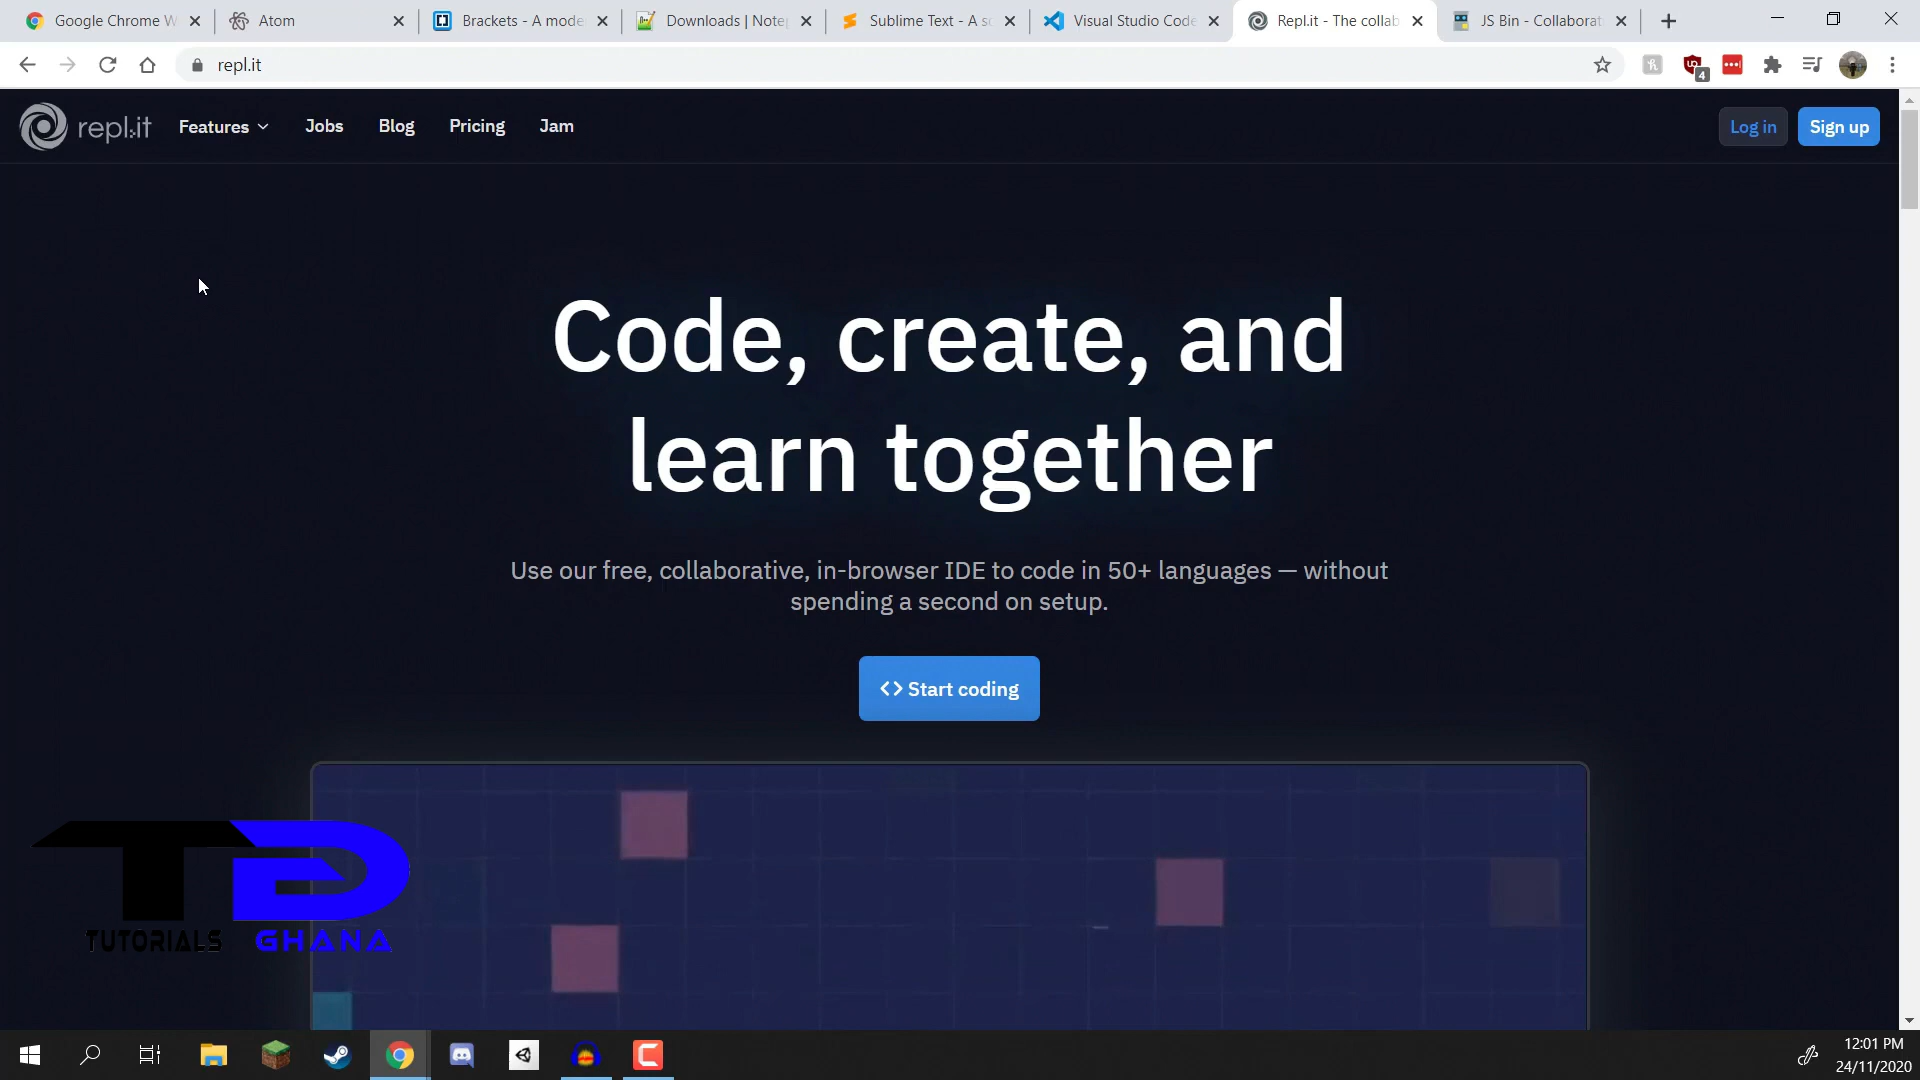 Google Chrome W
Atom
Brackets - A mode
Downloads | Note
Sublime Text - A so
Visual Studio Code
Repl.it - The collab
JS Bin - Collaborat
repl.it
4
repl.it
Features
Jobs
Blog
Pricing
Jam
Log in
Sign up
Code, create, and
learn together
Use our free, collaborative, in-browser IDE to code in 50+ languages — without
spending a second on setup.
<> Start coding
TUTORIALS GHANA
12:01 PM
24/11/2020